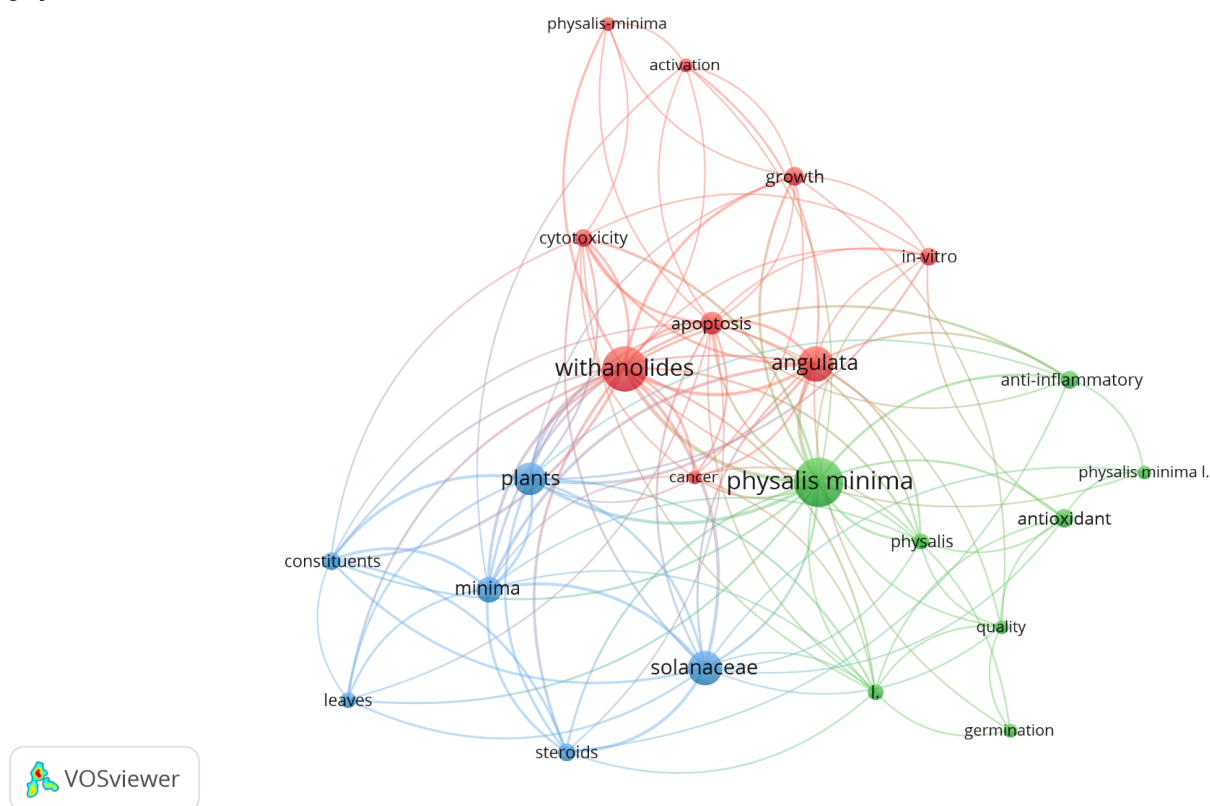 physalis-minima
activation
growth
cytotoxicity
in-vitro
apoptosis
withanolides
angulata
anti-inflammatory
plants
cancer
physalis minima
physalis minima l.
antioxidant
physalis
constituents
minima
quality
solanaceae
l.
leaves
germination
steroids
VOSviewer